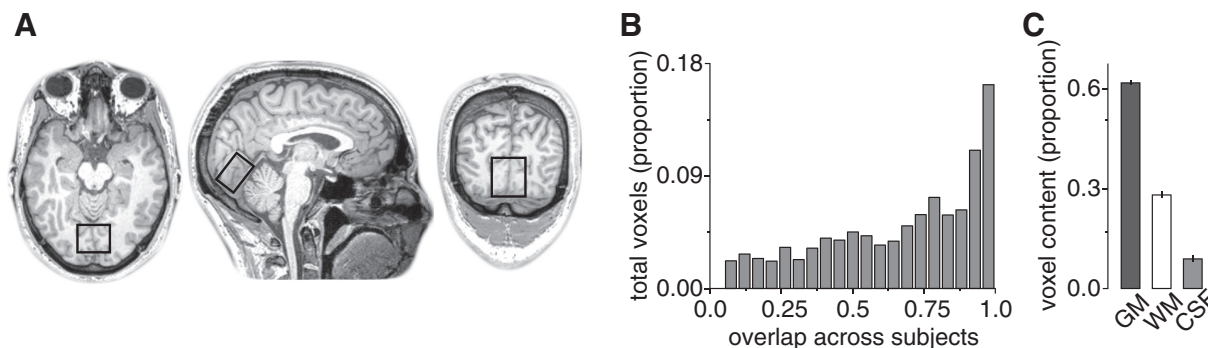 A
B
total voxels (proportion)
0.18
0.09
0.00
0.0 0.25 0.5 0.75 1.0
overlap across subjects
C
voxel content (proportion)
0.6
0.3
0.0
GM WM CSF